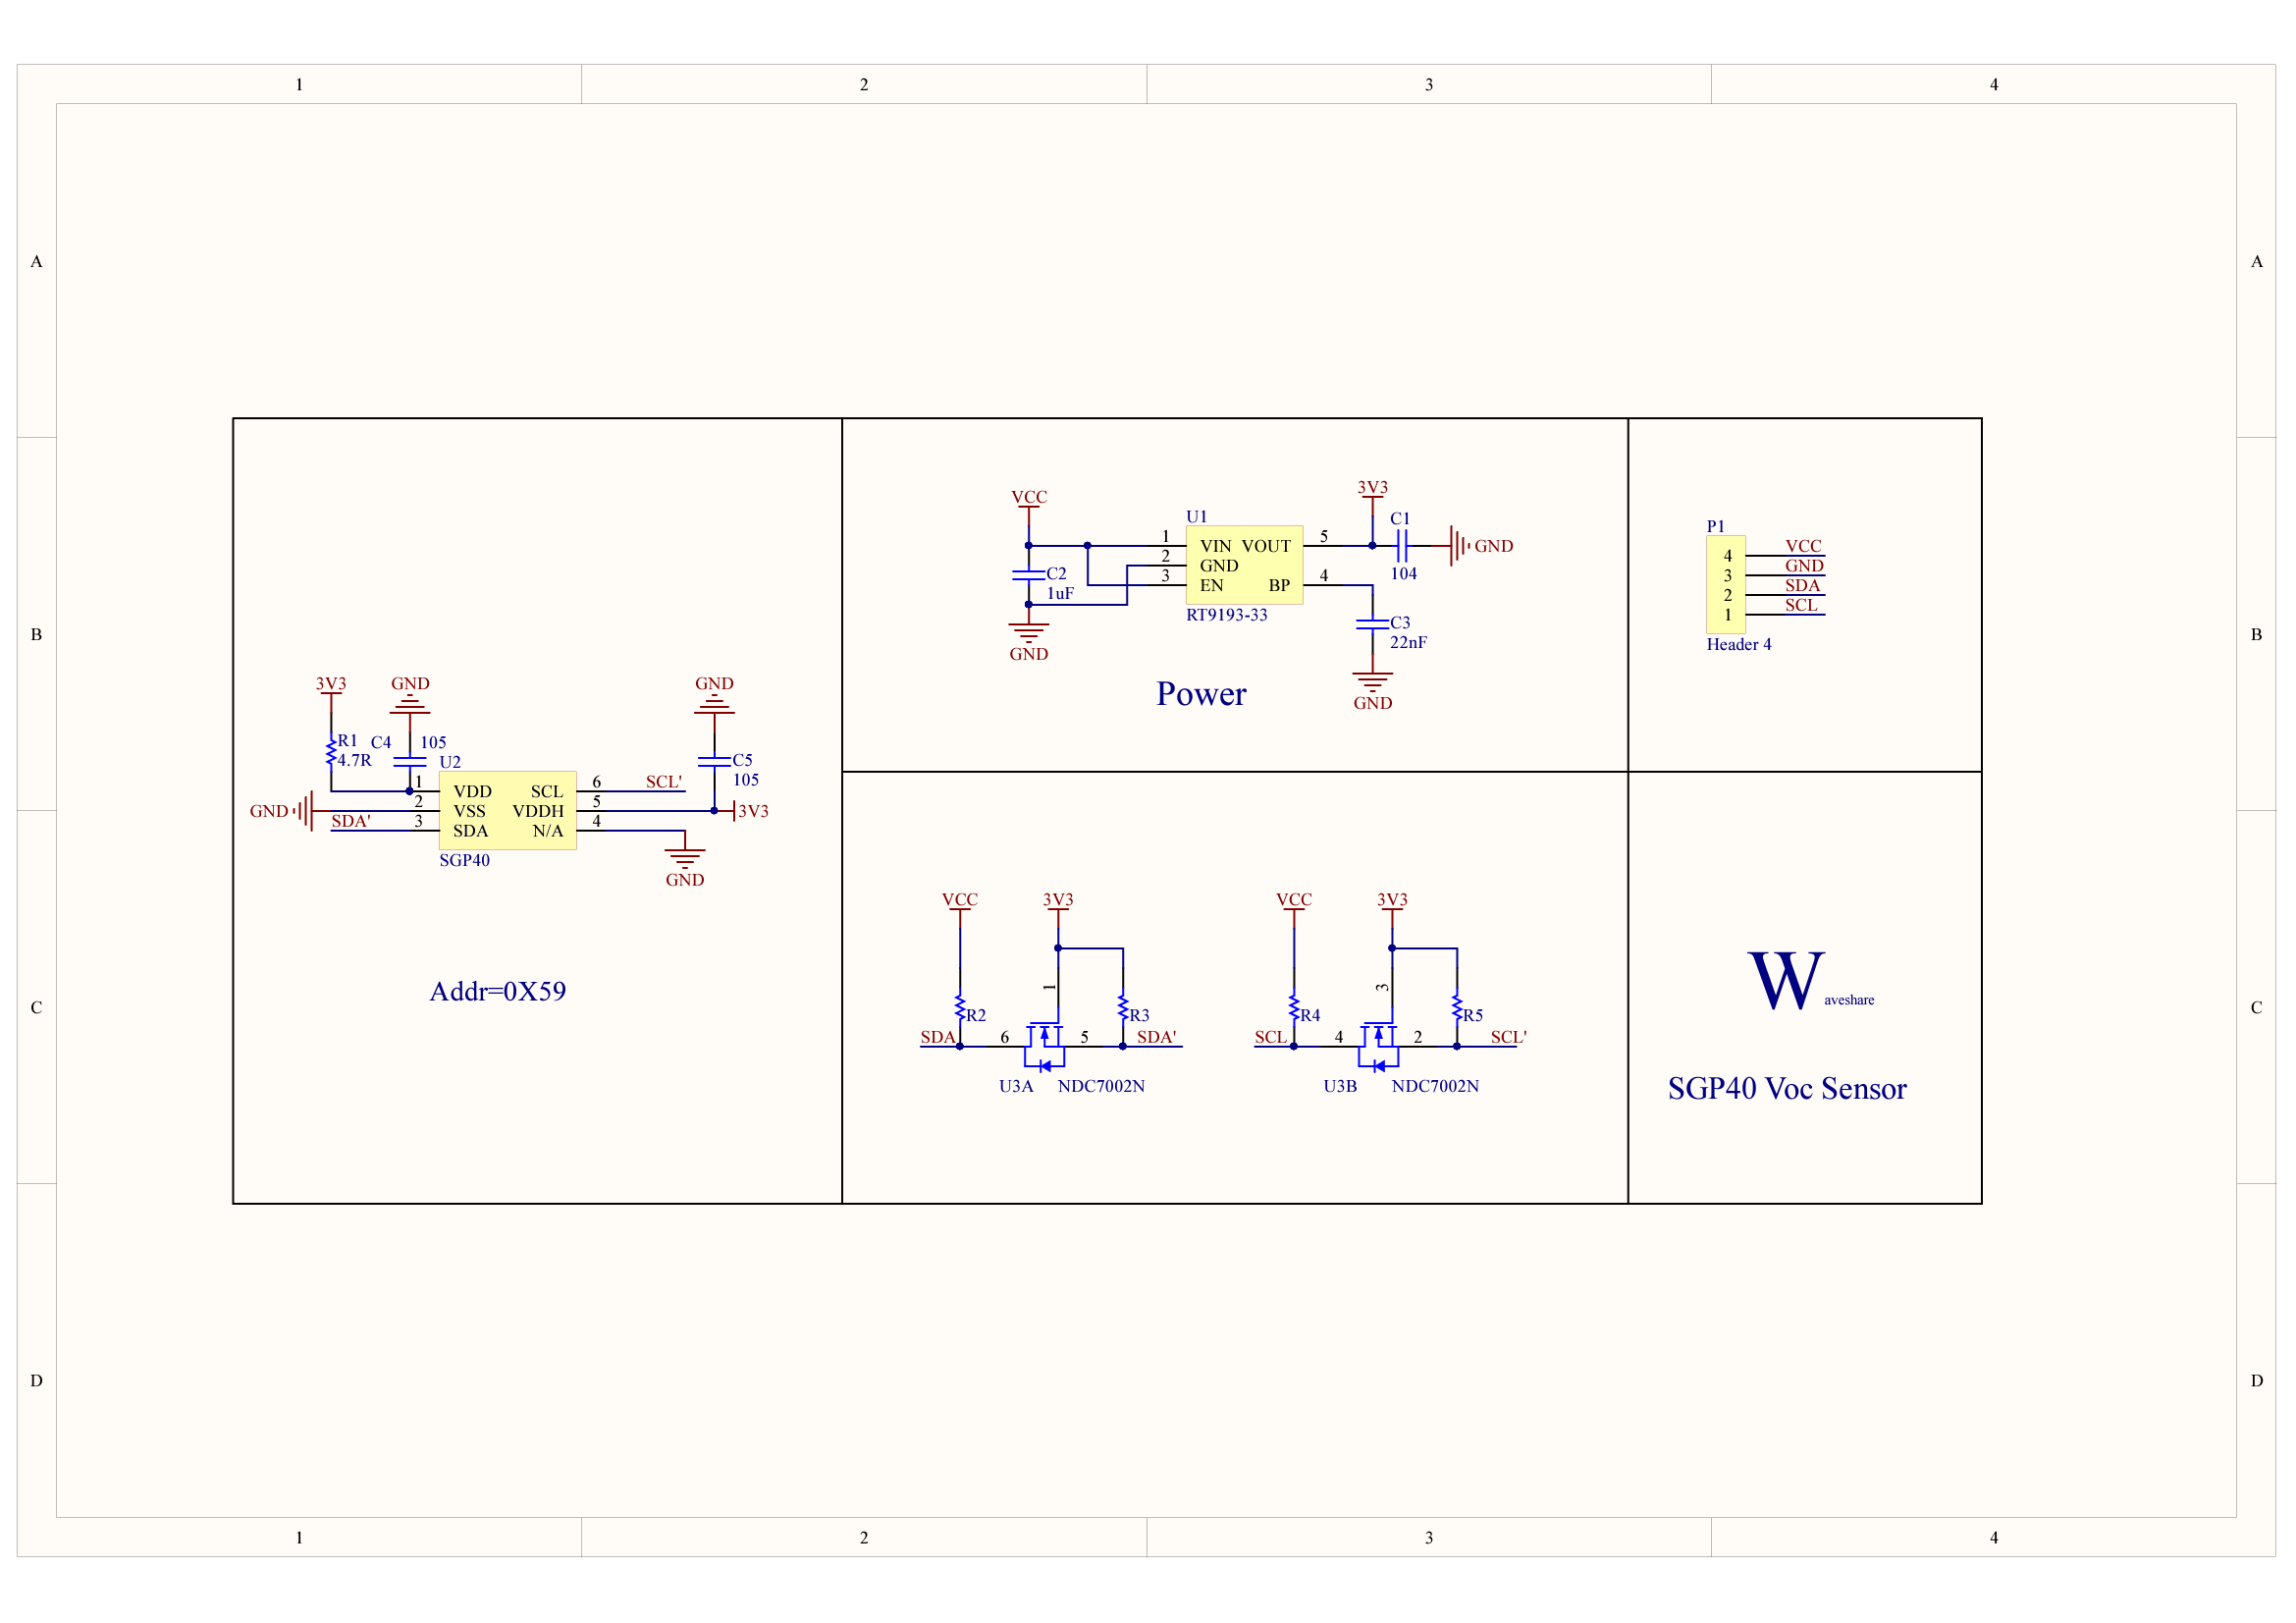 1 2 3 4
A A
B B
C C
D D
3V3
GND
GND
R1
4.7R
C4
105
U2
C5
105
1
VDD
SCL
6
SCL'
GND
2
VSS
VDDH
5
3V3
SDA'
3
SDA
N/A
4
SGP40
GND
Addr=0X59
VCC
3V3
U1
C1
1
VIN
VOUT
5
GND
104
2
GND
C2
1uF
3
EN
BP
4
RT9193-33
C3
22nF
GND
GND
Power
P1
4
VCC
3
GND
2
SDA
1
SCL
Header 4
VCC
3V3
1
R2
R3
SDA
6
5
SDA'
U3A
NDC7002N
VCC
3V3
3
R4
R5
SCL
4
2
SCL'
U3B
NDC7002N
Waveshare
SGP40 Voc Sensor
1 2 3 4